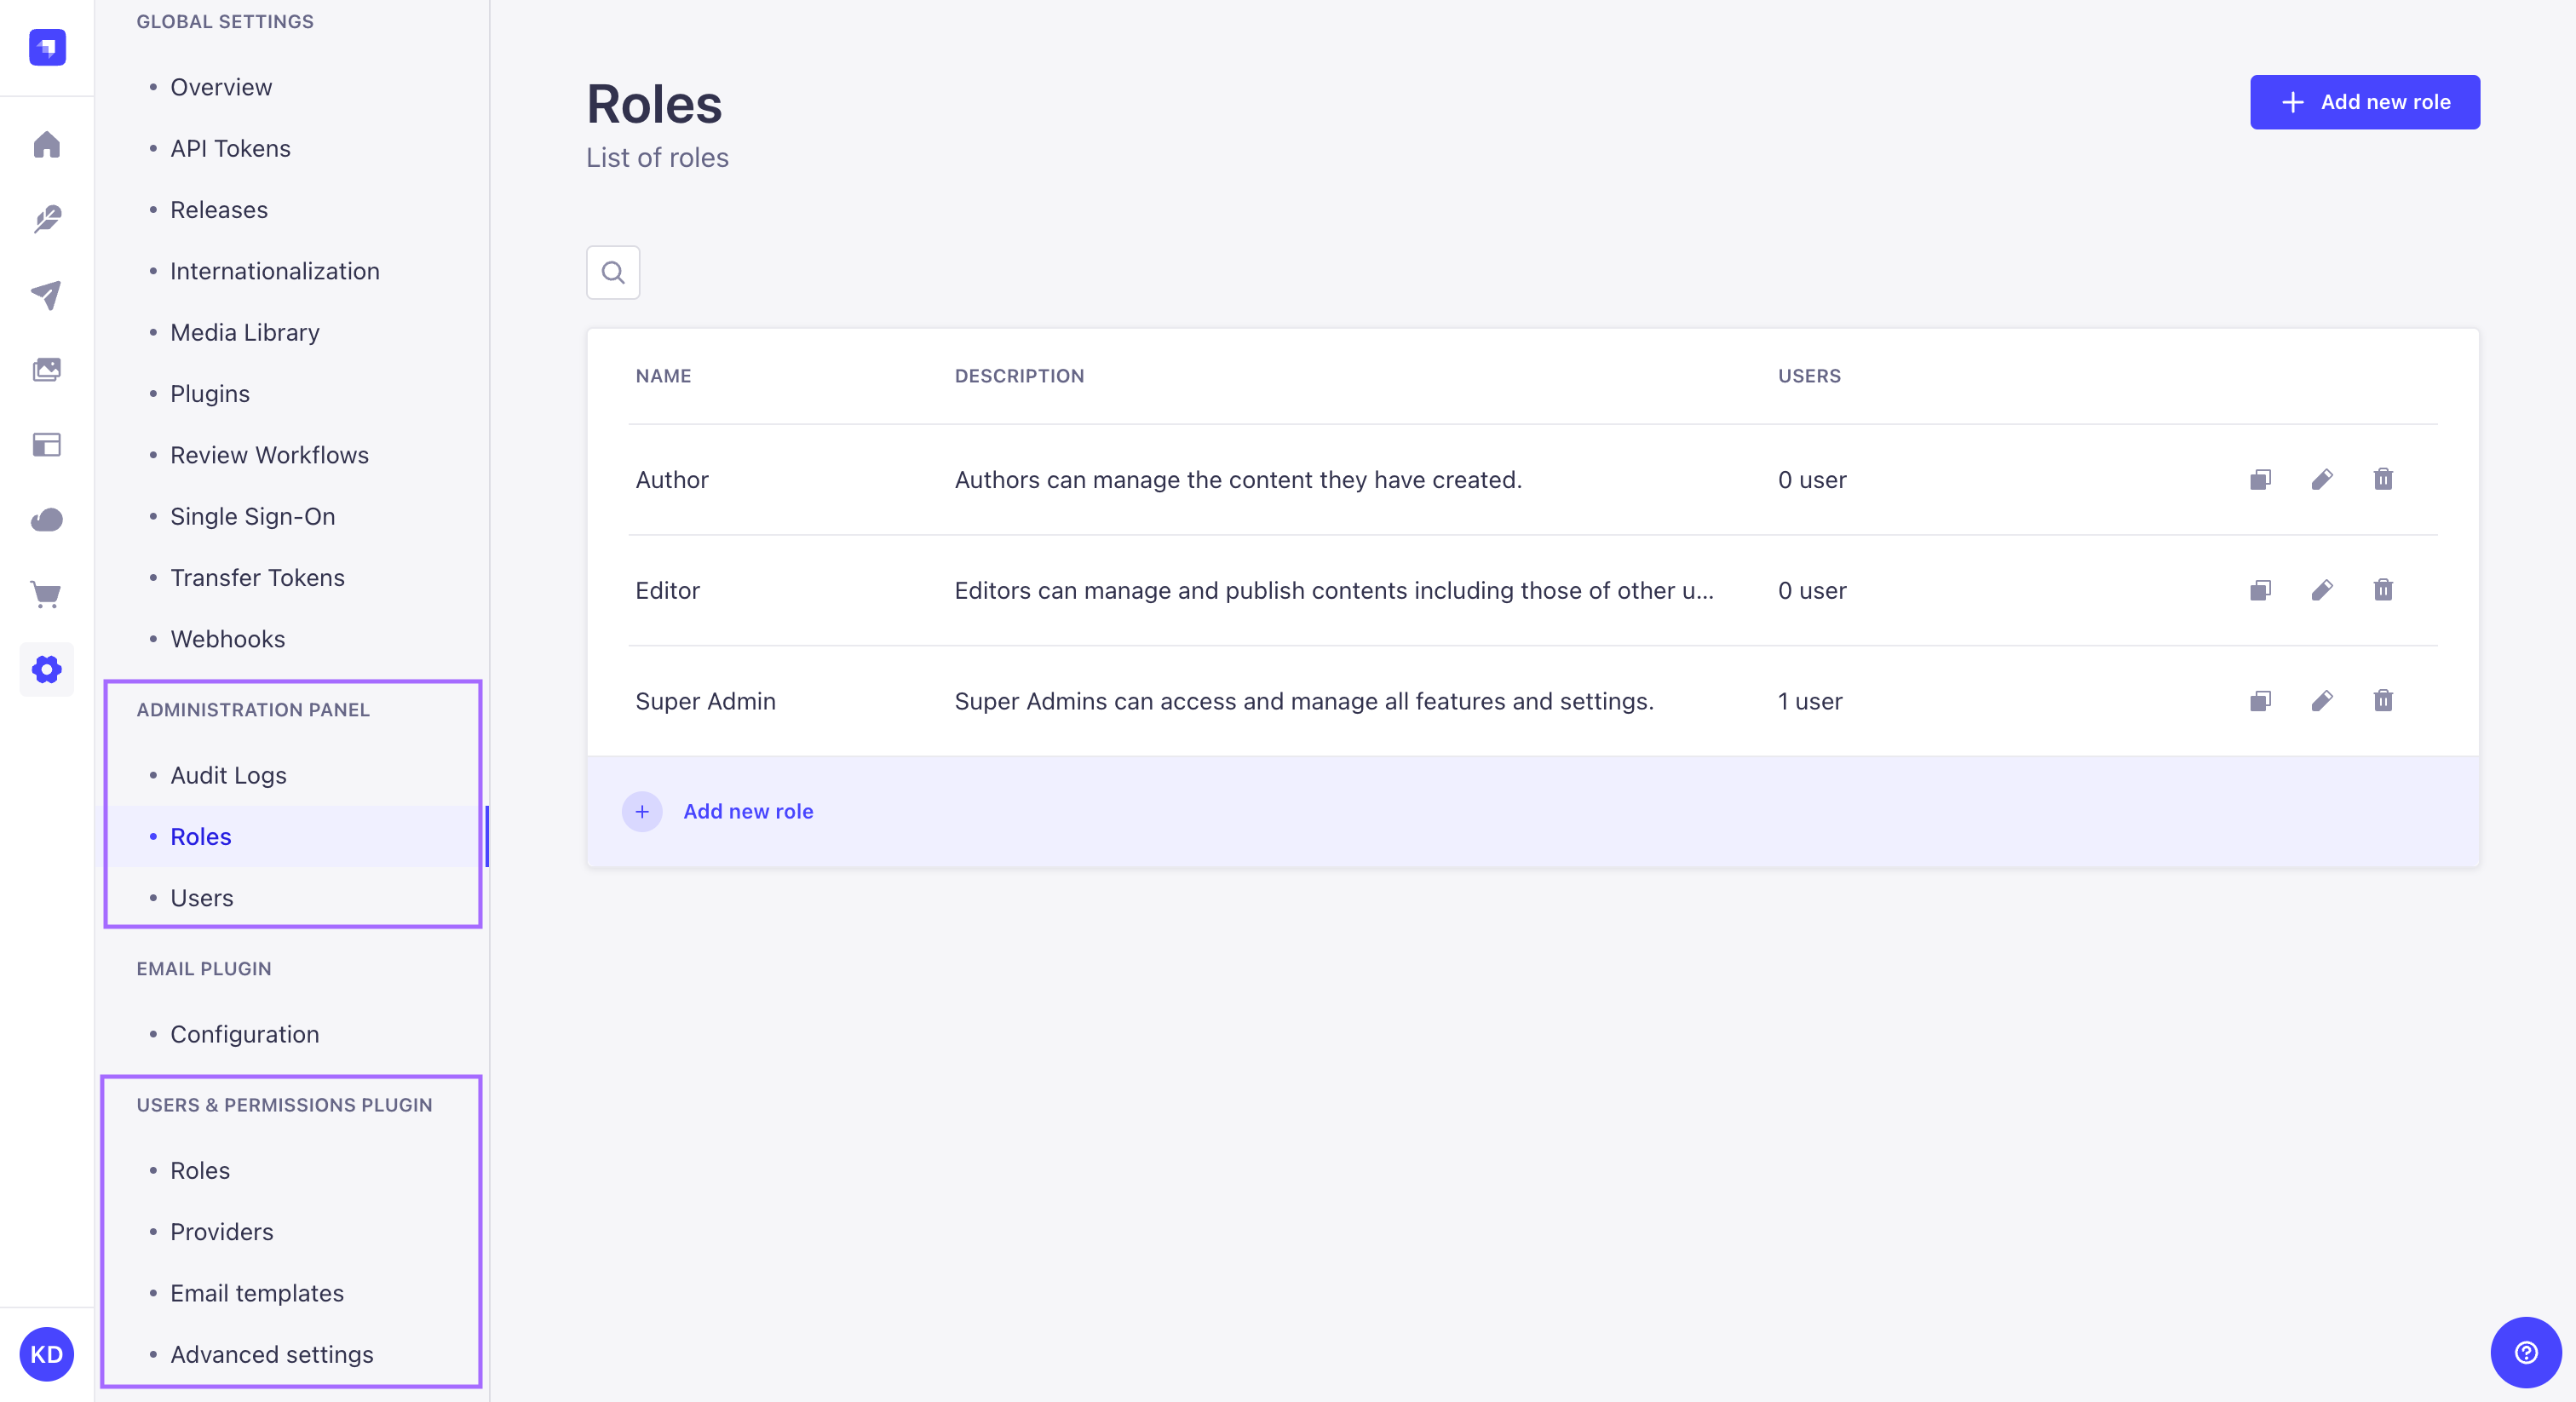 GLOBAL SETTINGS
Overview
API Tokens
Releases
Internationalization
Media Library
Plugins
Review Workflows
Single Sign-On
Transfer Tokens
Webhooks
ADMINISTRATION PANEL
Audit Logs
Roles
Users
EMAIL PLUGIN
Configuration
USERS & PERMISSIONS PLUGIN
Roles
Providers
Email templates
Advanced settings
KD
Roles
List of roles
Add new role
NAME DESCRIPTION USERS
Author Authors can manage the content they have created. 0 user
Editor Editors can manage and publish contents including those of other u... 0 user
Super Admin Super Admins can access and manage all features and settings. 1 user
Add new role